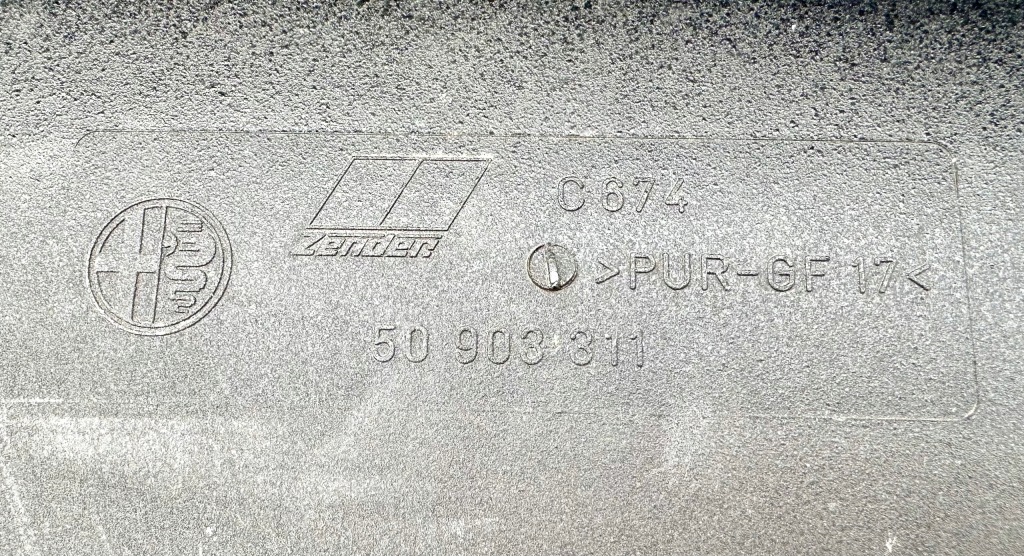 Zender
C 674
>PUR-GF 17<
50 903 311